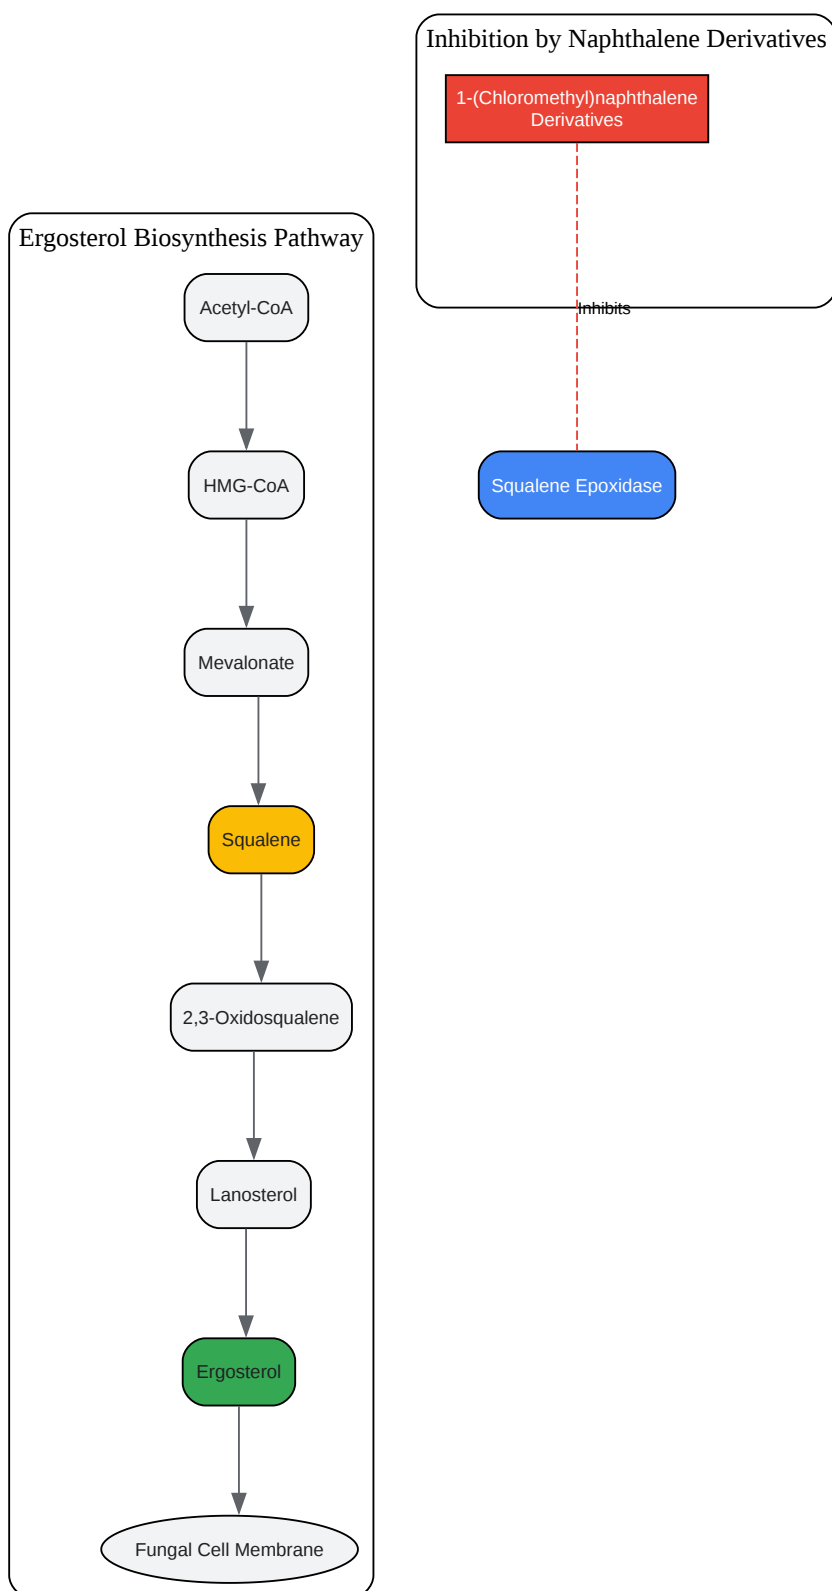 Inhibition by Naphthalene Derivatives
1-(Chloromethyl)naphthalene
Derivatives
Inhibits
Squalene Epoxidase
Ergosterol Biosynthesis Pathway
Acetyl-CoA
HMG-CoA
Mevalonate
Squalene
2,3-Oxidosqualene
Lanosterol
Ergosterol
Fungal Cell Membrane